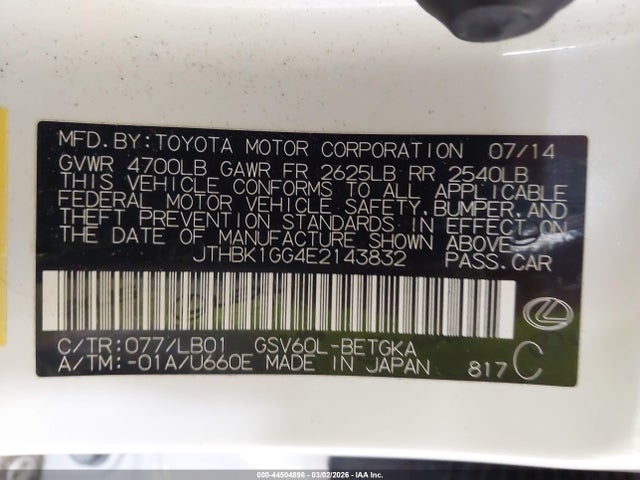 MFD. BY: TOYOTA MOTOR CORPORATION 07/14
GVWR 4700LB GAWR FR 2625LB RR 2540LB
THIS VEHICLE CONFORMS TO ALL APPLICABLE
FEDERAL MOTOR VEHICLE SAFETY, BUMPER, AND
THEFT PREVENTION STANDARDS IN EFFECT ON
THE DATE OF MANUFACTURE SHOWN ABOVE.
JTHBK1GG4E2143832 PASS. CAR
C/TR: 077/LB01 GSV60L-BETGKA
A/TM: -01A/U660E MADE IN JAPAN 817 C
000-44504898 - 03/02/2026 - IAA Inc.